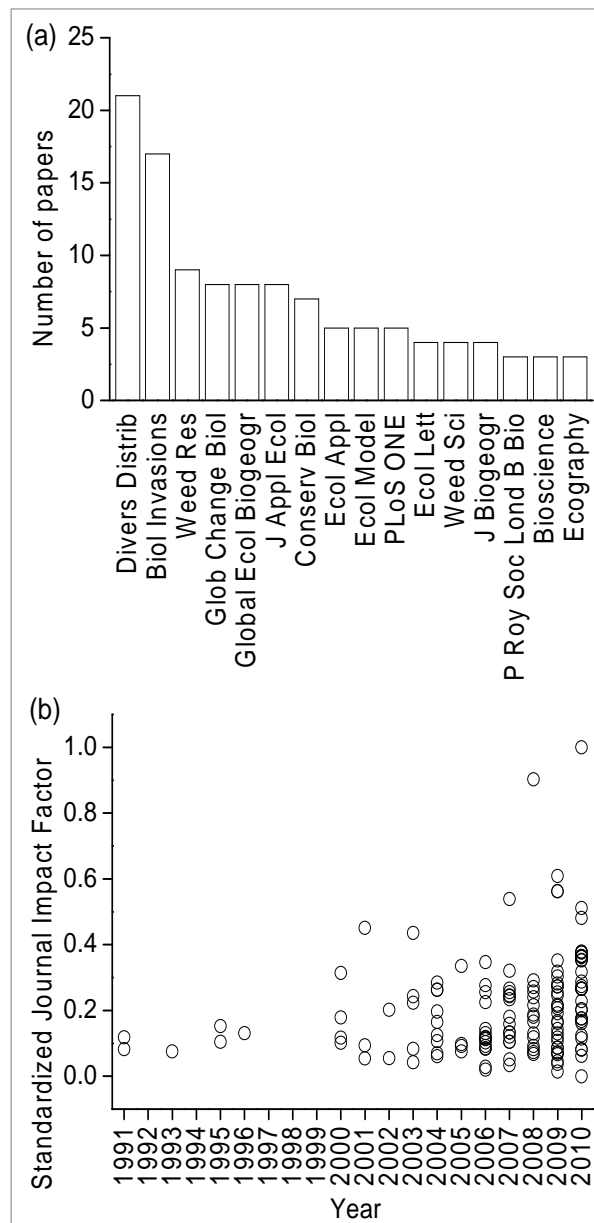 (a)
25
20
15
10
5
0
Number of papers
Divers Distrib
Biol Invasions
Weed Res
Glob Change Biol
Global Ecol Biogeogr
J Appl Ecol
Conserv Biol
Ecol Appl
Ecol Model
PLoS ONE
Ecol Lett
Weed Sci
J Biogeogr
P Roy Soc Lond B Bio
Bioscience
Ecography
(b)
1.0
0.8
0.6
0.4
0.2
0.0
Standardized Journal Impact Factor
1991
1992
1993
1994
1995
1996
1997
1998
1999
2000
2001
2002
2003
2004
2005
2006
2007
2008
2009
2010
Year